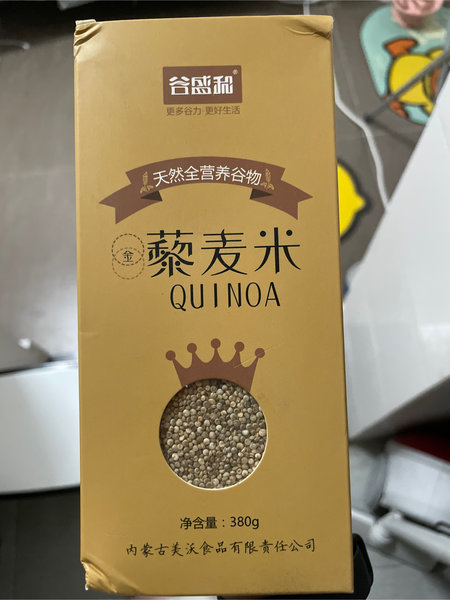 谷盛和®
更多谷力 更好生活
天然全营养谷物
金 藜麦米
QUINOA
净含量：380g
内蒙古美沃食品有限责任公司